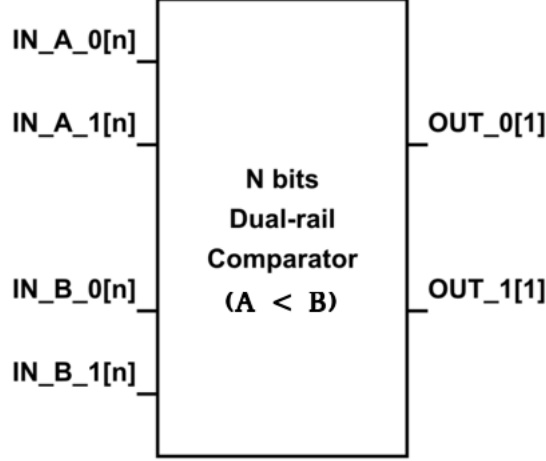 IN_A_0[n]
IN_A_1[n]
IN_B_0[n]
IN_B_1[n]
N bits
Dual-rail
Comparator
(A < B)
OUT_0[1]
OUT_1[1]